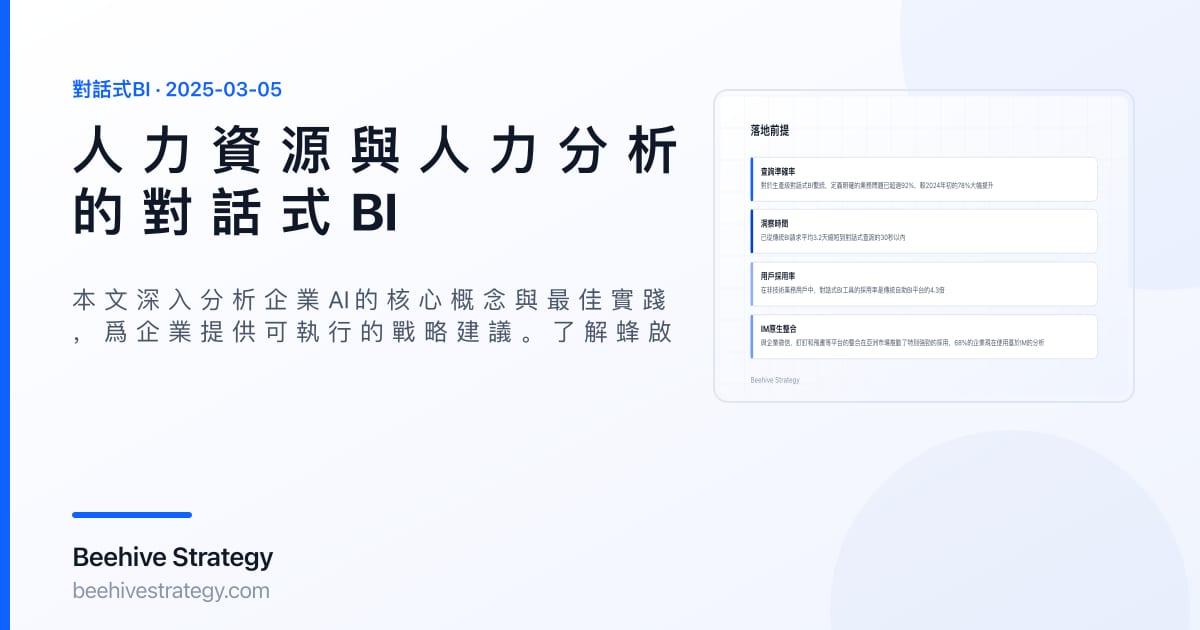 對話式BI · 2025-03-05
人力資源與人力分析
的對話式BI
本文深入分析企業AI的核心概念與最佳實踐
，爲企業提供可執行的戰略建議。了解蜂啟
Beehive Strategy
beehivestrategy.com
落地前提
查詢準確率
對於生產級對話式BI系統，定義明確的業務問題已超過92%，較2024年初的78%大幅提升
洞察時間
已從傳統BI請求平均3.2天縮短到對話式查詢的30秒以內
用戶採用率
在非技術業務用戶中，對話式BI工具的採用率是傳統自助BI平台的4.3倍
IM原生整合
與企業微信、釘釘和飛書等平台的整合在亞洲市場推動了特別強勁的採用，68%的企業現在使用基於IM的分析
Beehive Strategy